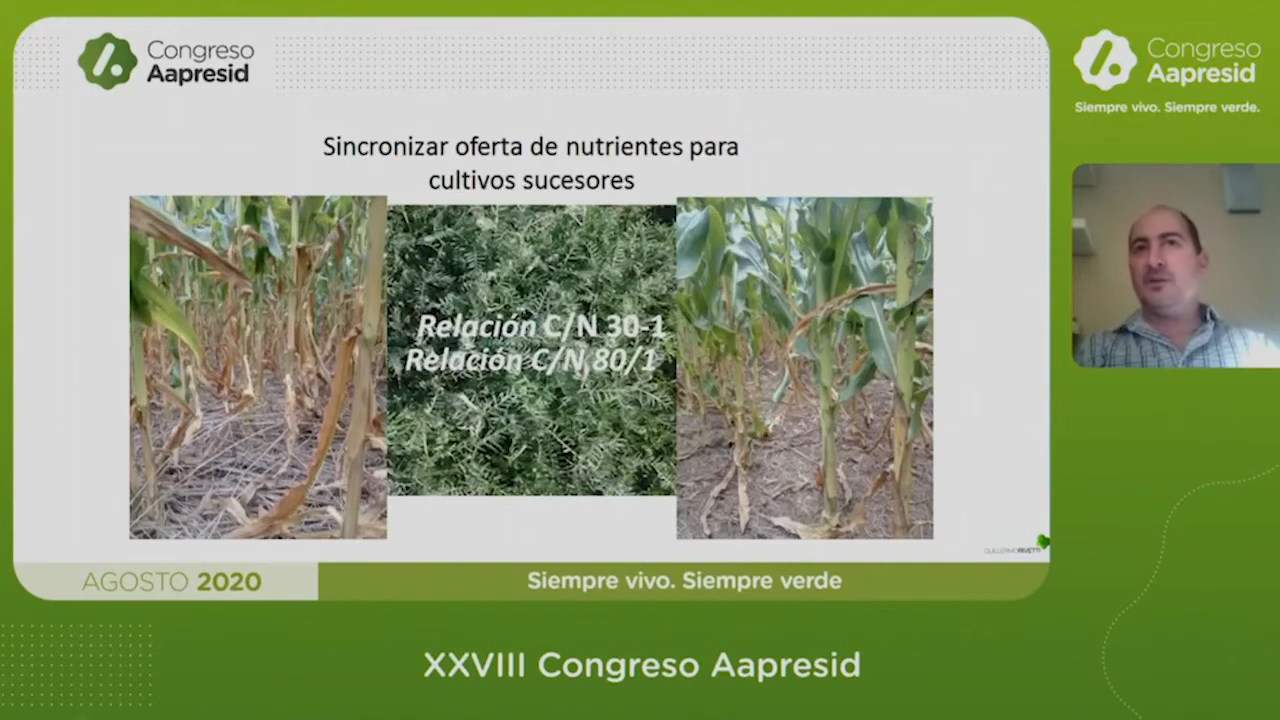 Congreso
Aapresid
Sincronizar oferta de nutrientes para
cultivos sucesores
Relación C/N 30-1
Relación C/N 80/1
GUILLERMORIVETTI
AGOSTO 2020
Siempre vivo. Siempre verde
XXVIII Congreso Aapresid
Congreso
Aapresid
Siempre vivo. Siempre verde.